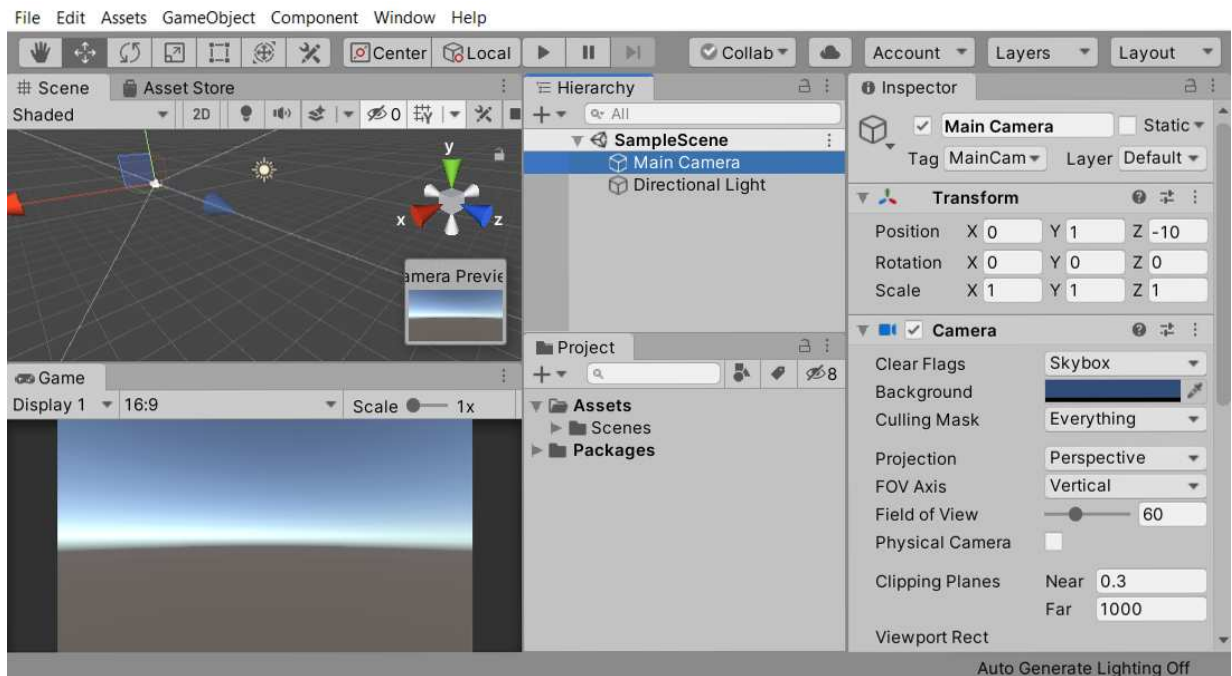 File Edit Assets GameObject Component Window Help
Center Local Collab Account Layers Layout
Scene Asset Store
Shaded 2D 0
y
x z
amera Previe
Game
Display 1 16:9 Scale 1x
Hierarchy
All
SampleScene
Main Camera
Directional Light
Project
8
Assets
Scenes
Packages
Inspector
Main Camera Static
Tag MainCam Layer Default
Transform
Position X 0 Y 1 Z -10
Rotation X 0 Y 0 Z 0
Scale X 1 Y 1 Z 1
Camera
Clear Flags Skybox
Background
Culling Mask Everything
Projection Perspective
FOV Axis Vertical
Field of View 60
Physical Camera
Clipping Planes Near 0.3
Far 1000
Viewport Rect
Auto Generate Lighting Off